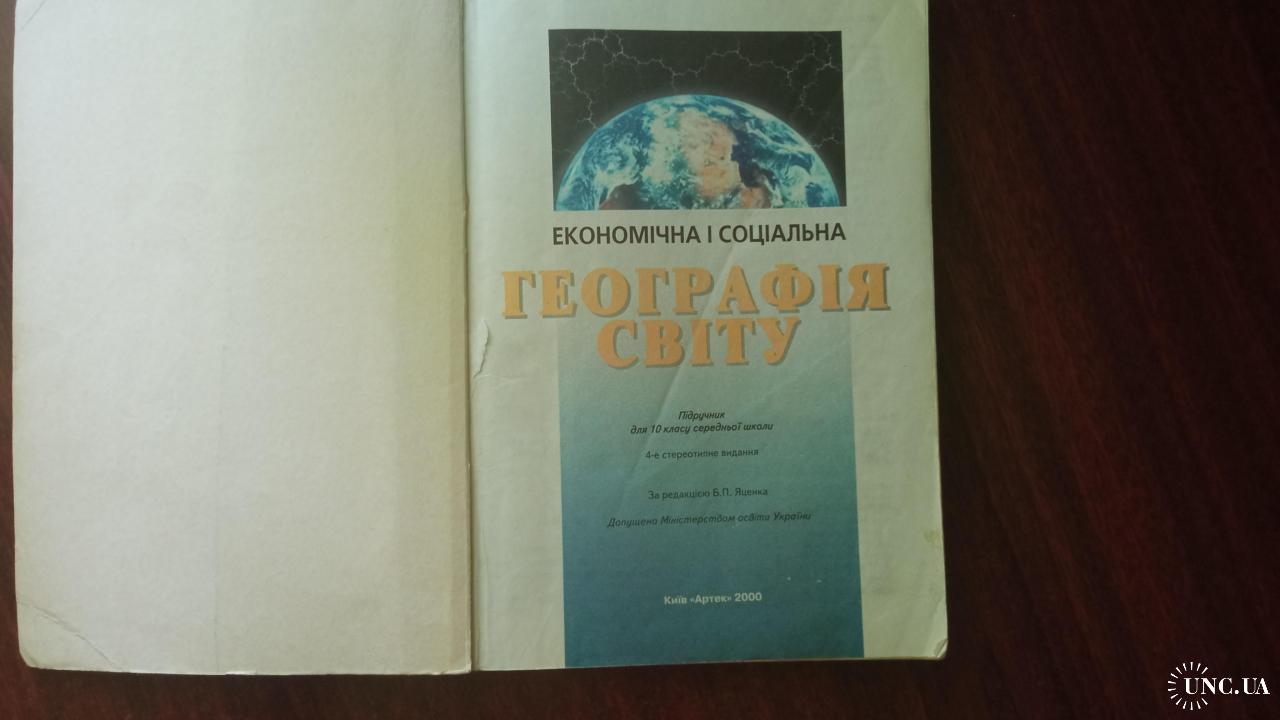 ЕКОНОМІЧНА І СОЦІАЛЬНА
ГЕОГРАФІЯ
СВІТУ
Підручник
для 10 класу середньої школи
4-е стереотипне видання
За редакцією Б.П. Яценка
Допущено Міністерством освіти України
Київ «Артек» 2000
UNC.UA